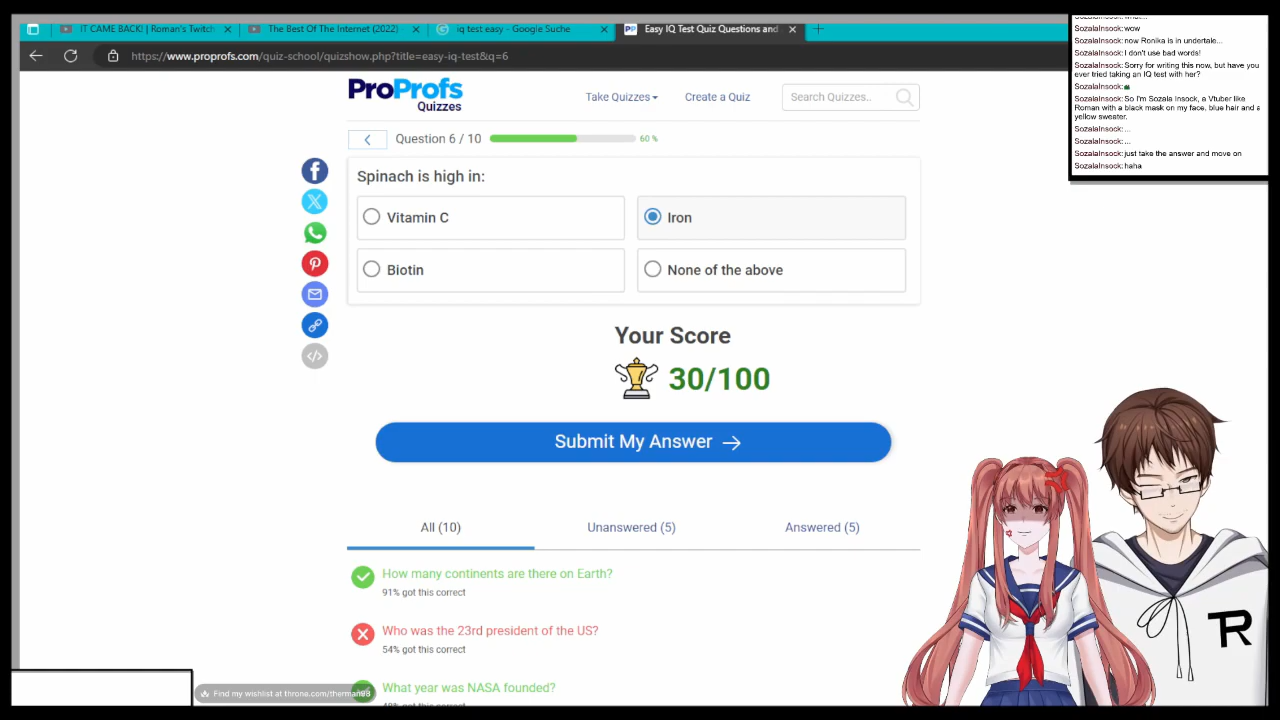 IT CAME BACK! | Roman's Twitch
The Best Of The Internet (2022)
iq test easy - Google Suche
Easy IQ Test Quiz Questions and
https://www.proprofs.com/quiz-school/quizshow.php?title=easy-iq-test&q=6
SozalaInsock: wow
SozalaInsock: now Ronika is in undertale...
SozalaInsock: I don't use bad words!
SozalaInsock: Sorry for writing this now, but have you
ever tried taking an IQ test with her?
SozalaInsock:
SozalaInsock: So I'm Sozala Insock, a Vtuber like
Roman with a black mask on my face, blue hair and a
yellow sweater.
SozalaInsock: ...
SozalaInsock: ...
SozalaInsock: just take the answer and move on
SozalaInsock: haha
ProProfs
Quizzes
Take Quizzes
Create a Quiz
Search Quizzes..
Question 6 / 10
60 %
Spinach is high in:
Vitamin C
Iron
Biotin
None of the above
Your Score
30/100
Submit My Answer
All (10)
Unanswered (5)
Answered (5)
How many continents are there on Earth?
91% got this correct
Who was the 23rd president of the US?
54% got this correct
What year was NASA founded?
Find my wishlist at throne.com/therman98
R